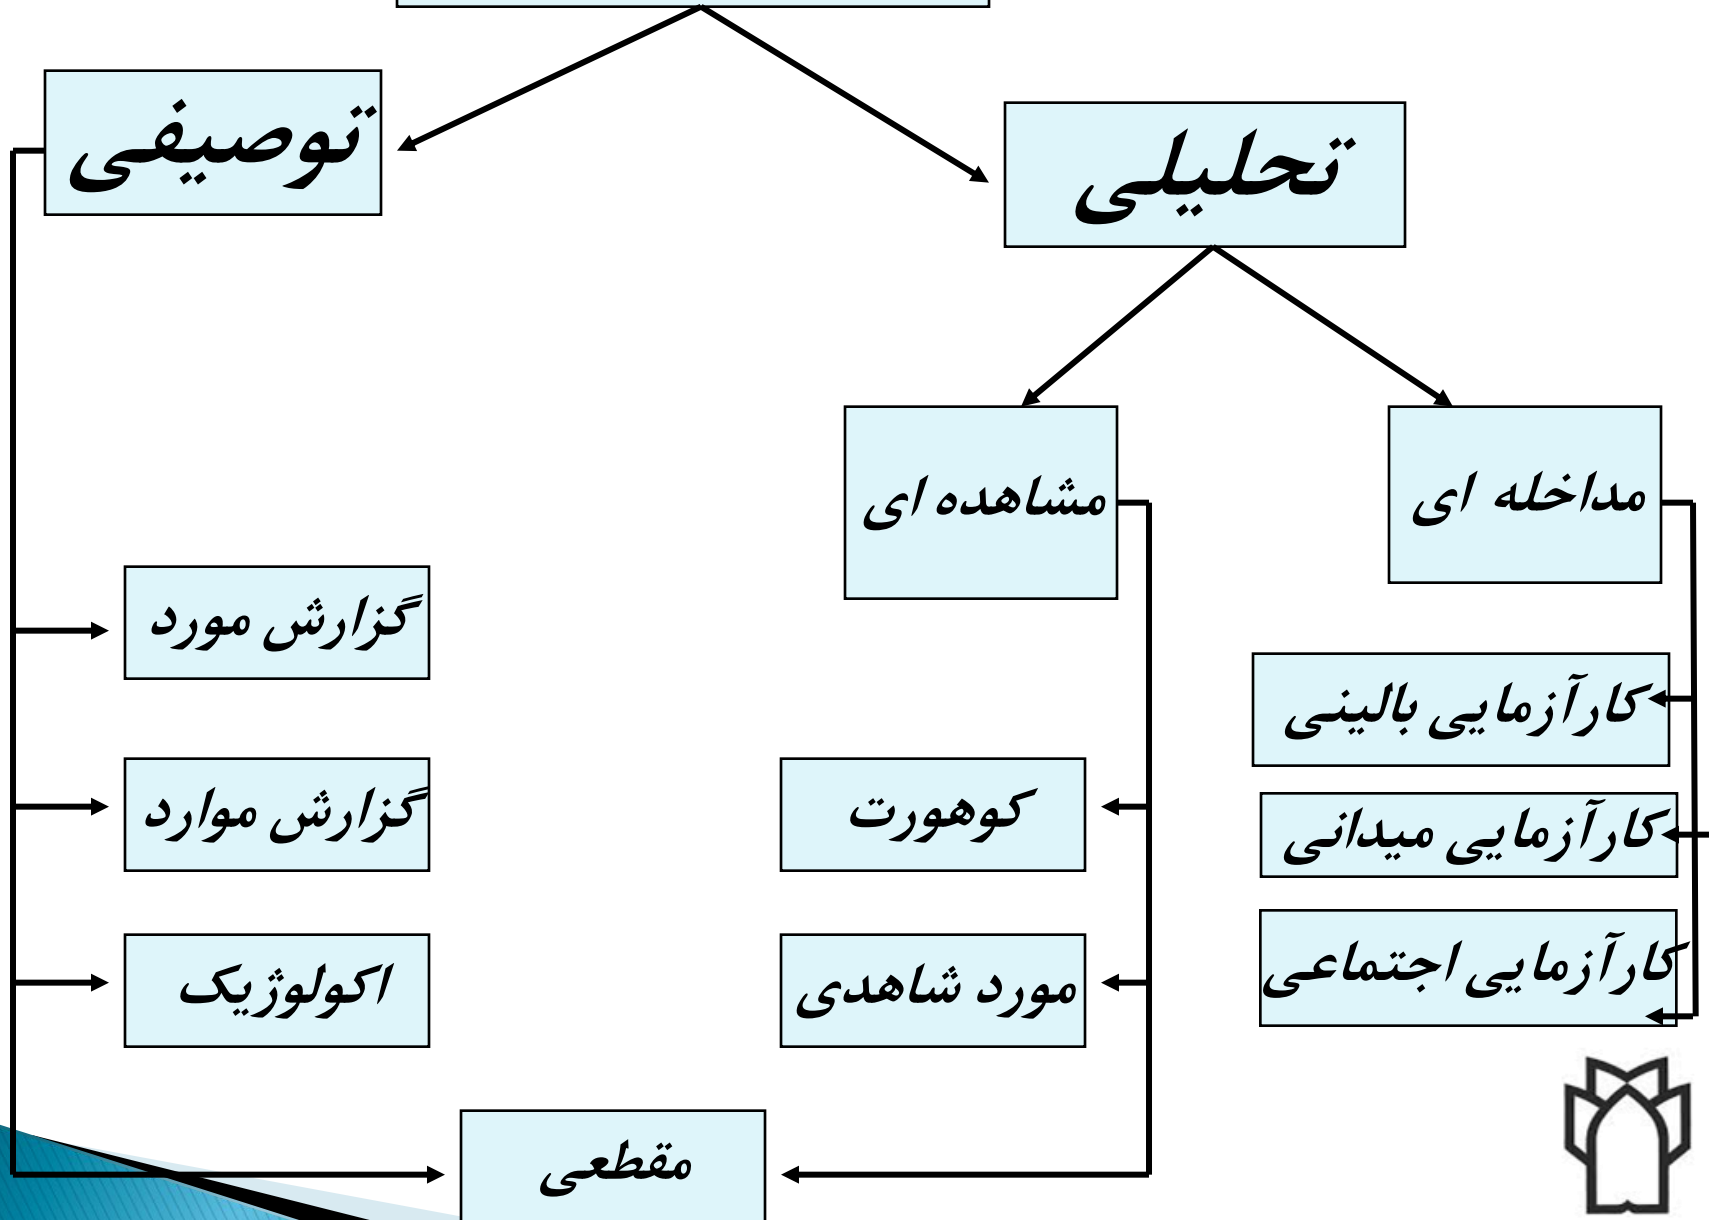 توصیفی
تحلیلی
مشاهده ای
مداخله ای
گزارش مورد
کارآزمایی بالینی
گزارش موارد
کوهورت
کارآزمایی میدانی
اکولوژیک
مورد شاهدی
کارآزمایی اجتماعی
مقطعی